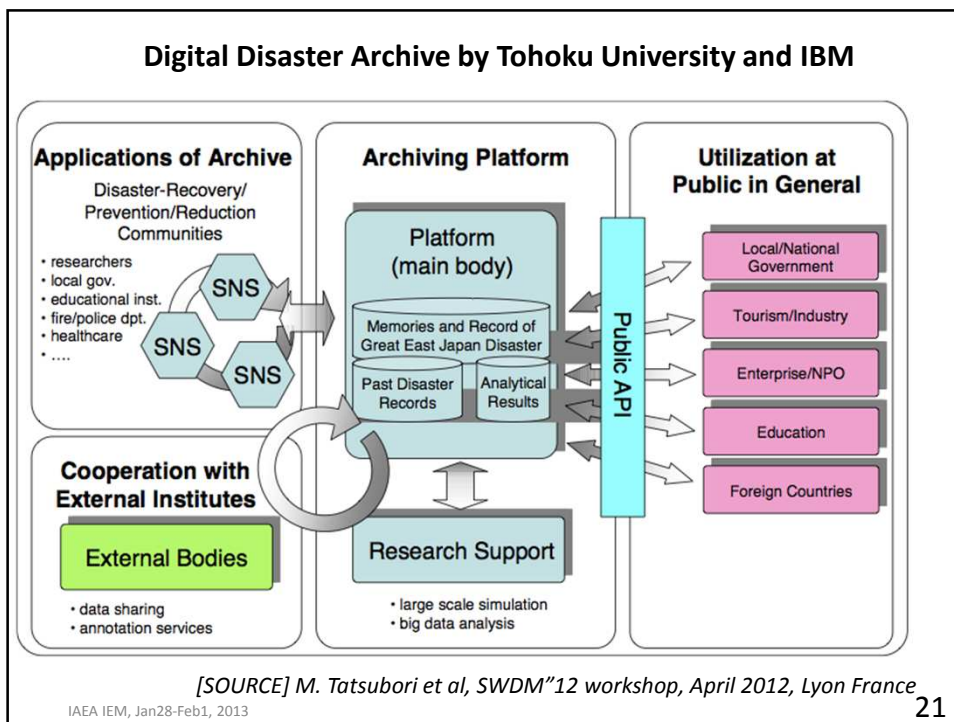 Digital Disaster Archive by Tohoku University and IBM
Applications of Archive
Disaster-Recovery/
Prevention/Reduction
Communities
• researchers
• local gov.
• educational inst.
• fire/police dpt.
• healthcare
• ....
SNS
SNS
SNS
Cooperation with
External Institutes
External Bodies
• data sharing
• annotation services
Archiving Platform
Platform
(main body)
Memories and Record of
Great East Japan Disaster
Past Disaster
Records
Analytical
Results
Research Support
• large scale simulation
• big data analysis
Public API
Utilization at
Public in General
Local/National
Government
Tourism/Industry
Enterprise/NPO
Education
Foreign Countries
[SOURCE] M. Tatsubori et al, SWDM”12 workshop, April 2012, Lyon France
IAEA IEM, Jan28-Feb1, 2013
21